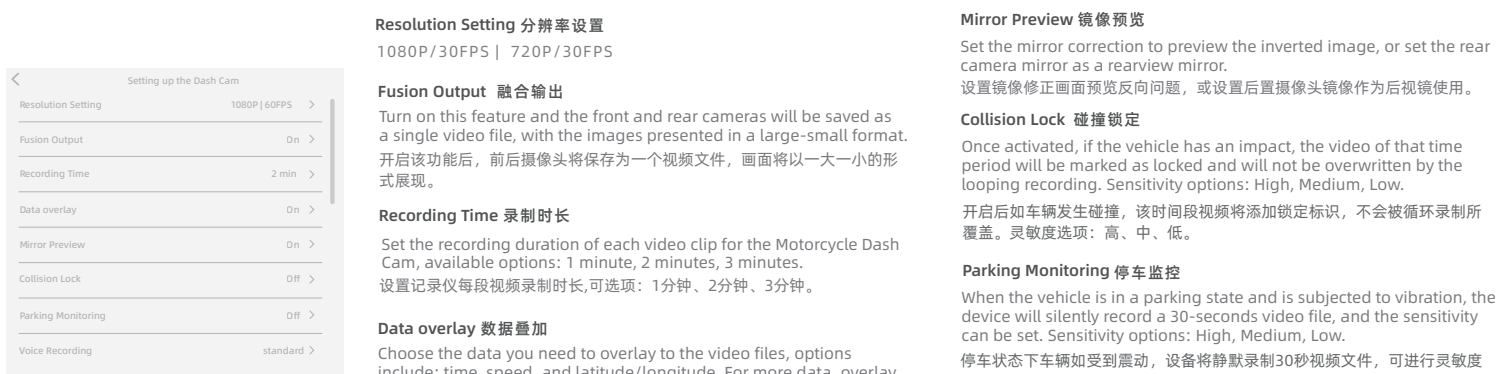 Setting up the Dash Cam
Resolution Setting 1080P | 60FPS
Fusion Output On
Recording Time 2 min
Data overlay On
Mirror Preview On
Collision Lock Off
Parking Monitoring Off
Voice Recording standard
Resolution Setting 分辨率设置
1080P/30FPS | 720P/30FPS
Fusion Output 融合输出
Turn on this feature and the front and rear cameras will be saved as
a single video file, with the images presented in a large-small format.
开启该功能后，前后摄像头将保存为一个视频文件，画面将以一大一小的形
式展现。
Recording Time 录制时长
Set the recording duration of each video clip for the Motorcycle Dash
Cam, available options: 1 minute, 2 minutes, 3 minutes.
设置记录仪每段视频录制时长,可选项：1分钟、2分钟、3分钟。
Data overlay 数据叠加
Choose the data you need to overlay to the video files, options
include: time, speed, and latitude/longitude. For more data, overlay
Mirror Preview 镜像预览
Set the mirror correction to preview the inverted image, or set the rear
camera mirror as a rearview mirror.
设置镜像修正画面预览反向问题，或设置后置摄像头镜像作为后视镜使用。
Collision Lock 碰撞锁定
Once activated, if the vehicle has an impact, the video of that time
period will be marked as locked and will not be overwritten by the
looping recording. Sensitivity options: High, Medium, Low.
开启后如车辆发生碰撞，该时间段视频将添加锁定标识，不会被循环录制所
覆盖。灵敏度选项：高、中、低。
Parking Monitoring 停车监控
When the vehicle is in a parking state and is subjected to vibration, the
device will silently record a 30-seconds video file, and the sensitivity
can be set. Sensitivity options: High, Medium, Low.
停车状态下车辆如受到震动，设备将静默录制30秒视频文件，可进行灵敏度